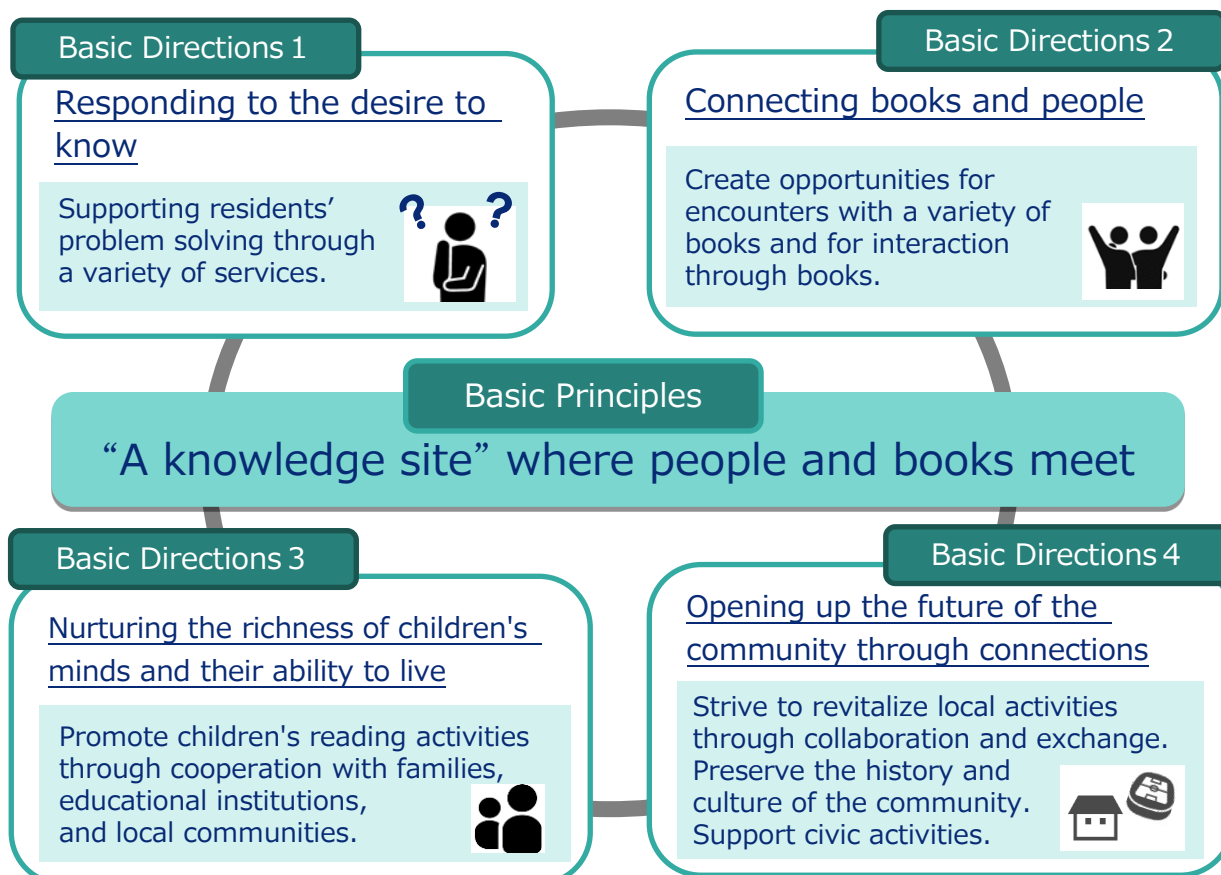 Basic Directions 1
Responding to the desire to
know
Supporting residents’
problem solving through
a variety of services.
? ?
Basic Directions 2
Connecting books and people
Create opportunities for
encounters with a variety of
books and for interaction
through books.
Basic Principles
“A knowledge site” where people and books meet
Basic Directions 3
Nurturing the richness of children's
minds and their ability to live
Promote children's reading activities
through cooperation with families,
educational institutions,
and local communities.
Basic Directions 4
Opening up the future of the
community through connections
Strive to revitalize local activities
through collaboration and exchange.
Preserve the history and
culture of the community.
Support civic activities.